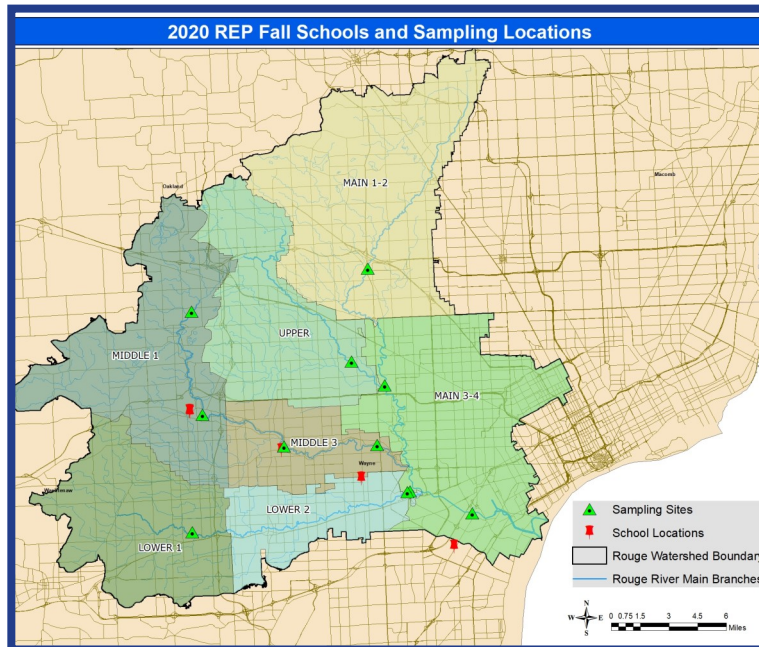 2020 REP Fall Schools and Sampling Locations
MAIN 1-2
Oakland
Macomb
UPPER
MIDDLE 1
MAIN 3-4
MIDDLE 3
Wayne
Washtenaw
LOWER 2
LOWER 1
Sampling Sites
School Locations
Rouge Watershed Boundary
Rouge River Main Branches
N
W E
S
0 0.75 1.5 3 4.5 6
Miles